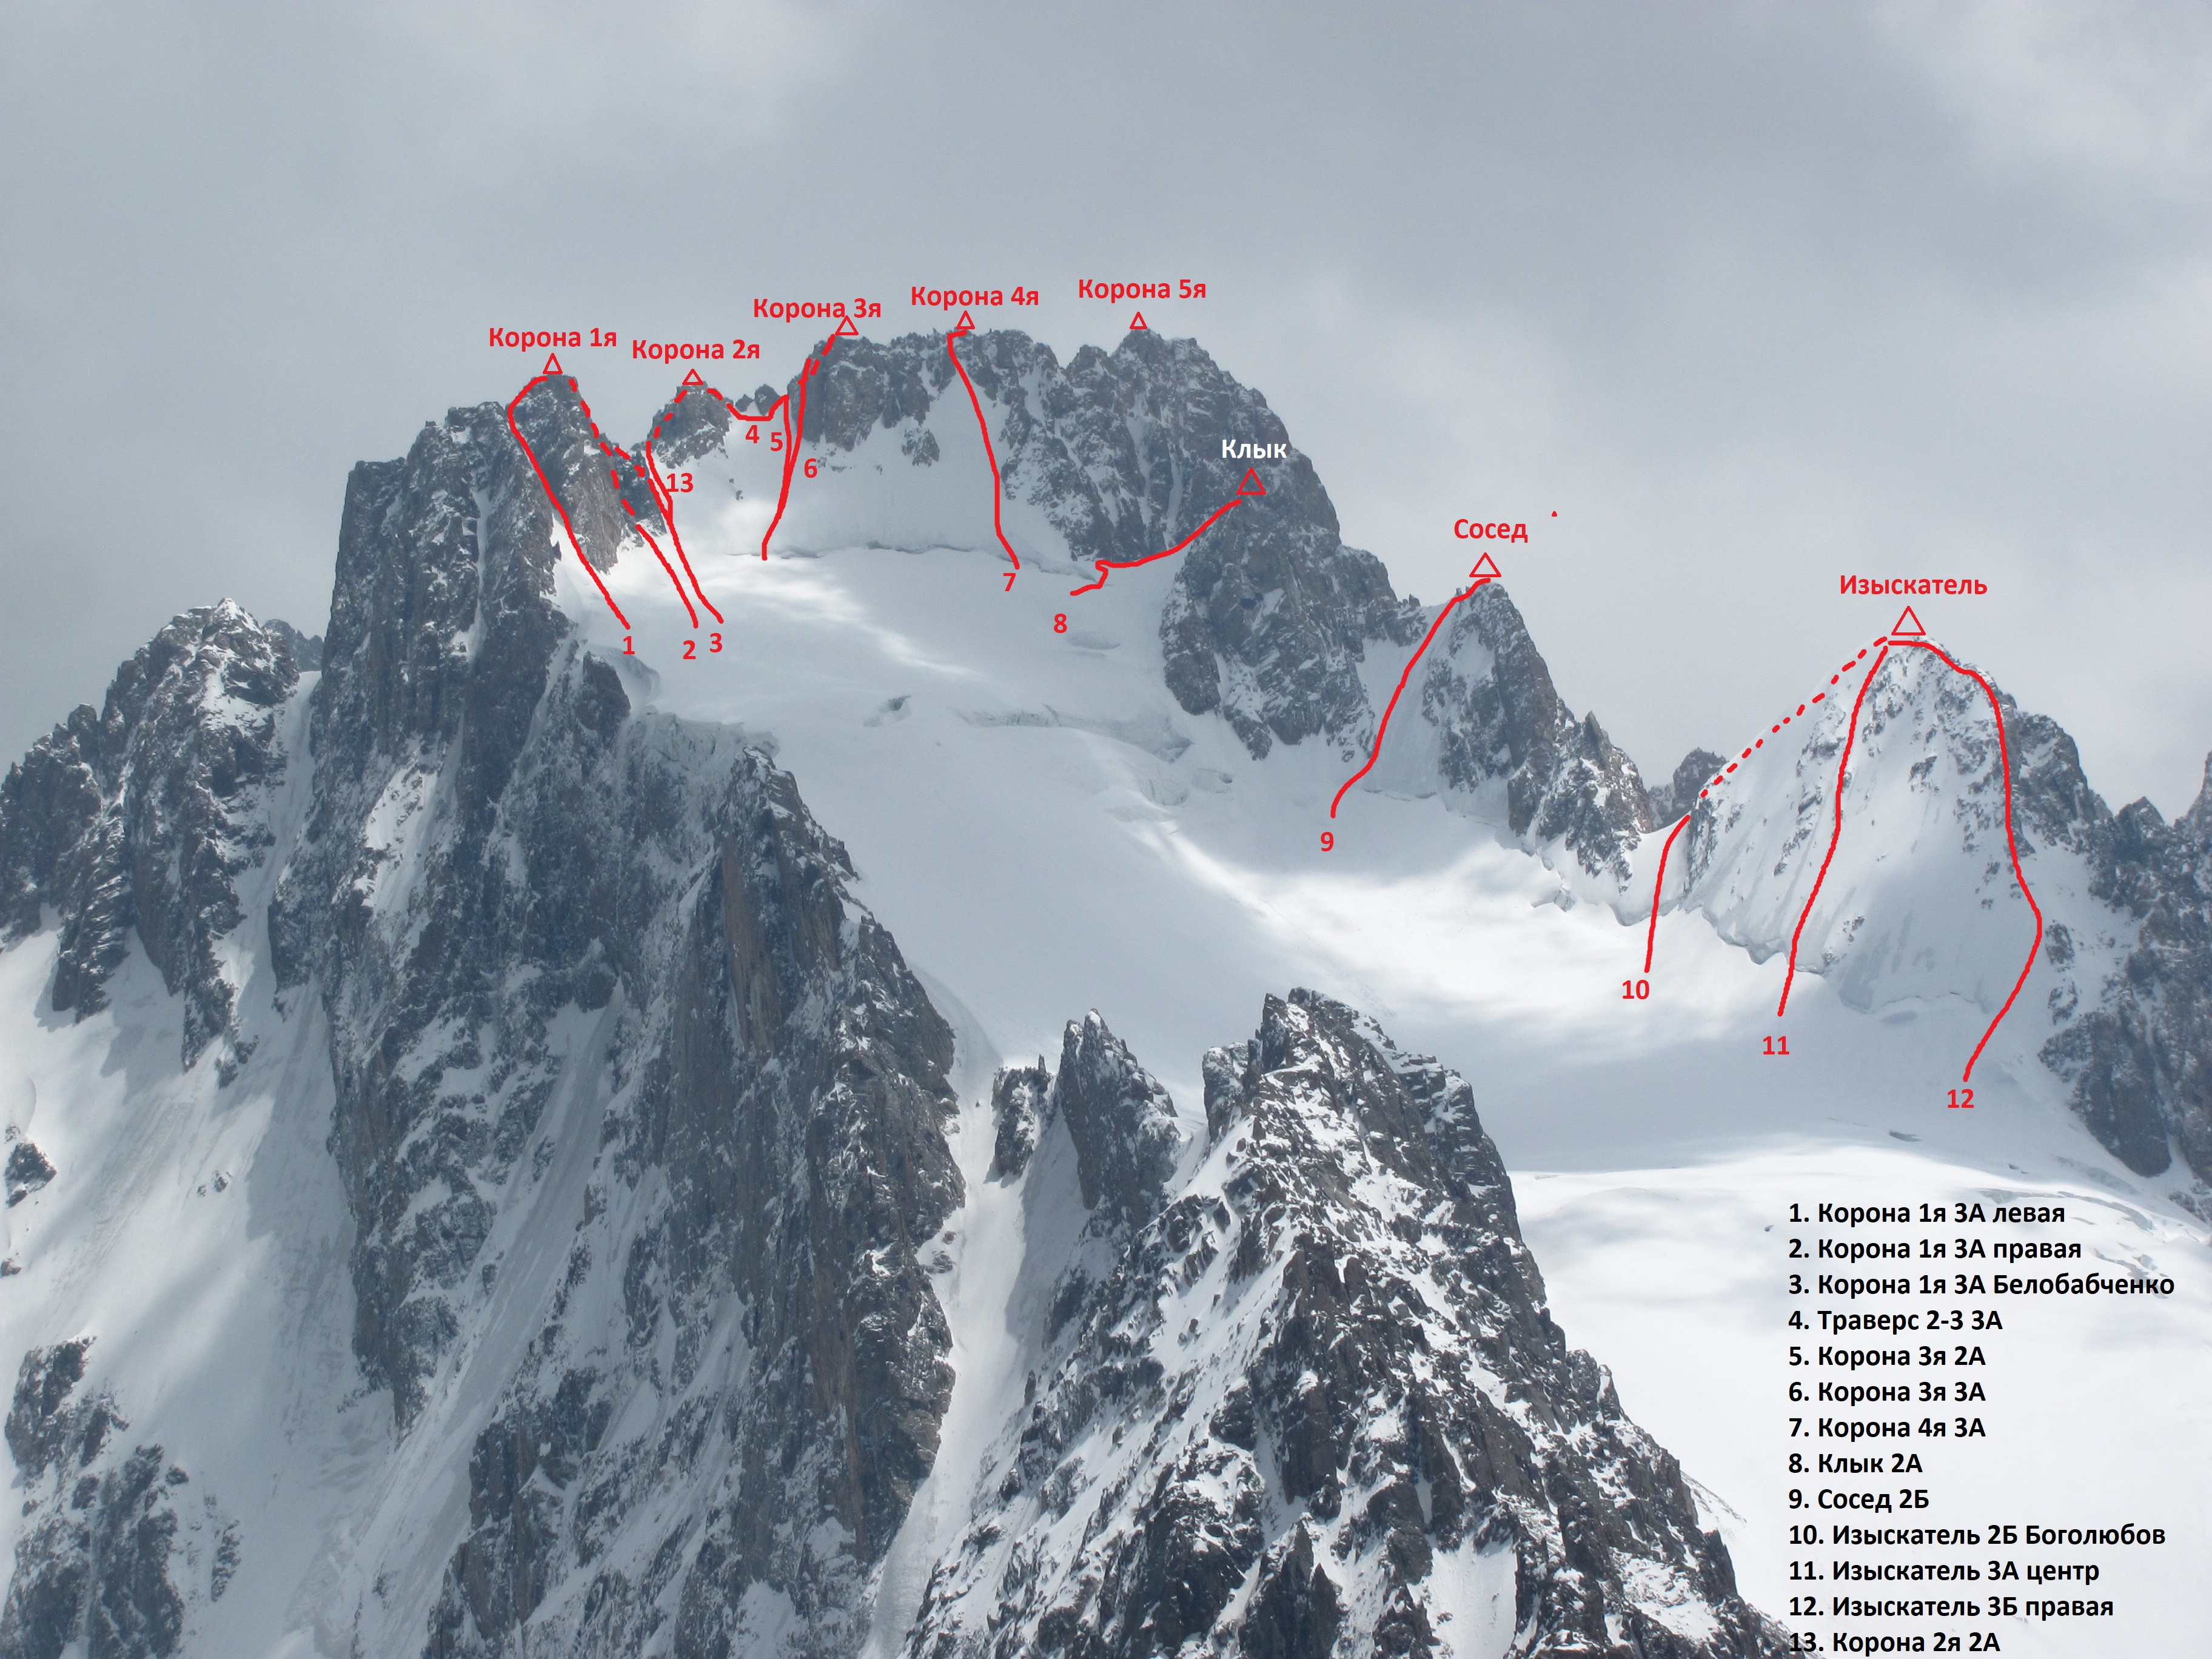 Корона 5я
Корона 4я
Корона 3я
Корона 1я
Корона 2я
Клык
4
5
6
13
Сосед
7
Изыскатель
8
1
2
3
9
10
11
12
1. Корона 1я 3А левая
2. Корона 1я 3А правая
3. Корона 1я 3А Белобабченко
4. Траверс 2-3 3А
5. Корона 3я 2А
6. Корона 3я 3А
7. Корона 4я 3А
8. Клык 2А
9. Сосед 2Б
10. Изыскатель 2Б Боголюбов
11. Изыскатель 3А центр
12. Изыскатель 3Б правая
13. Корона 2я 2А